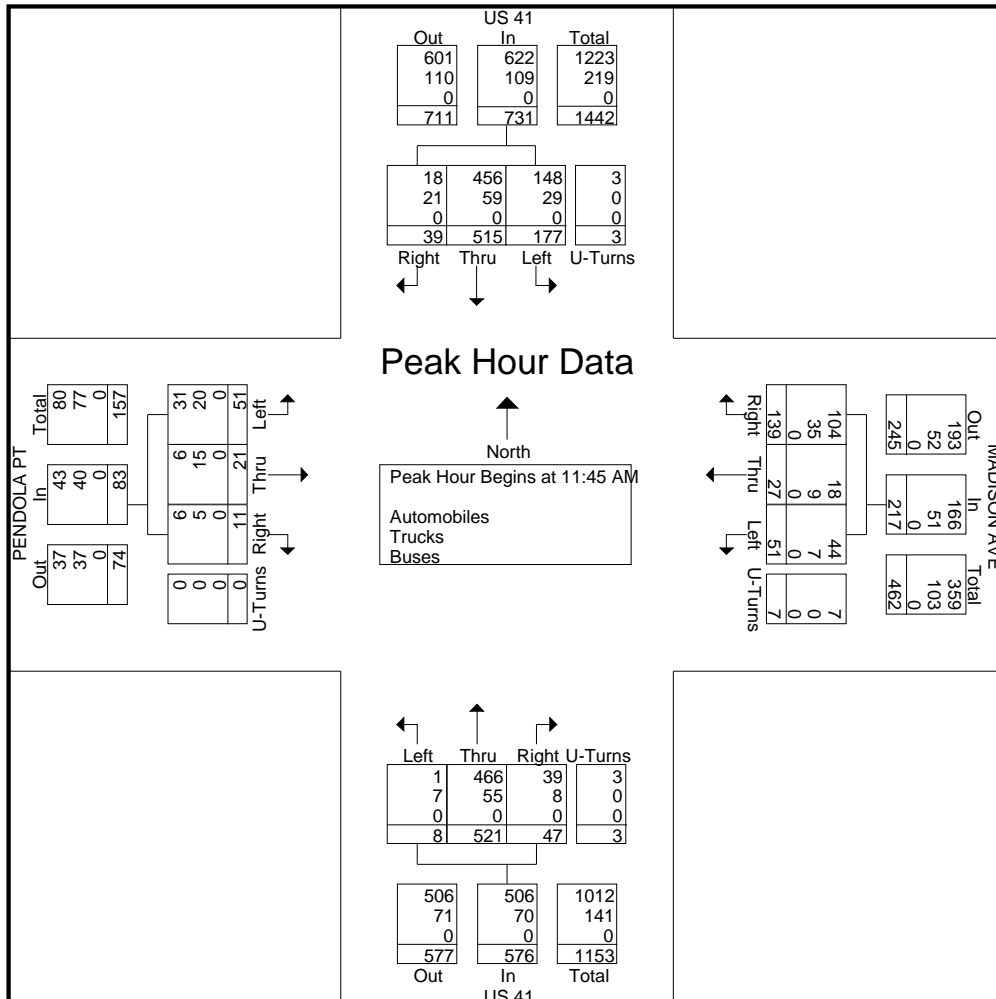 US 41
Out In Total
601 622 1223
110 109 219
0 0 0
711 731 1442
18 456 148 3
21 59 29 0
0 0 0 0
39 515 177 3
Right Thru Left U-Turns
Peak Hour Data
North
Peak Hour Begins at 11:45 AM
Automobiles
Trucks
Buses
PENDOLA PT
Out In Total
37 43 80
37 40 77
0 0 0
74 83 157
U-Turns Right Thru Left
0 6 6 31
0 5 15 20
0 0 0 0
0 11 21 51
MADISON AVE
Out In Total
193 166 359
52 51 103
0 0 0
245 217 462
104 18 44 7
35 9 7 0
0 0 0 0
139 27 51 7
Right Thru Left U-Turns
Left Thru Right U-Turns
1 466 39 3
7 55 8 0
0 0 0 0
8 521 47 3
506 506 1012
71 70 141
0 0 0
577 576 1153
Out In Total
US 41